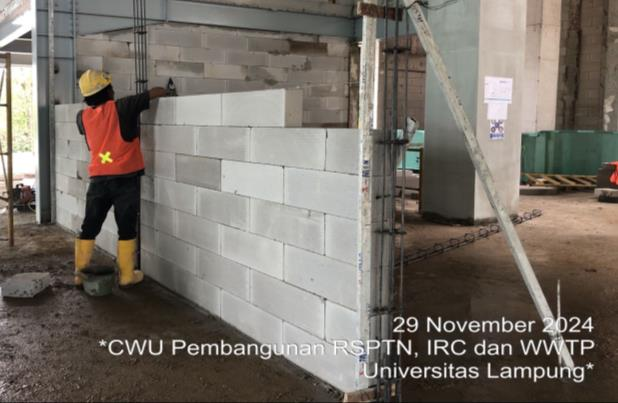 29 November 2024
*CWU Pembangunan RSPTN, IRC dan WWTP
Universitas Lampung*